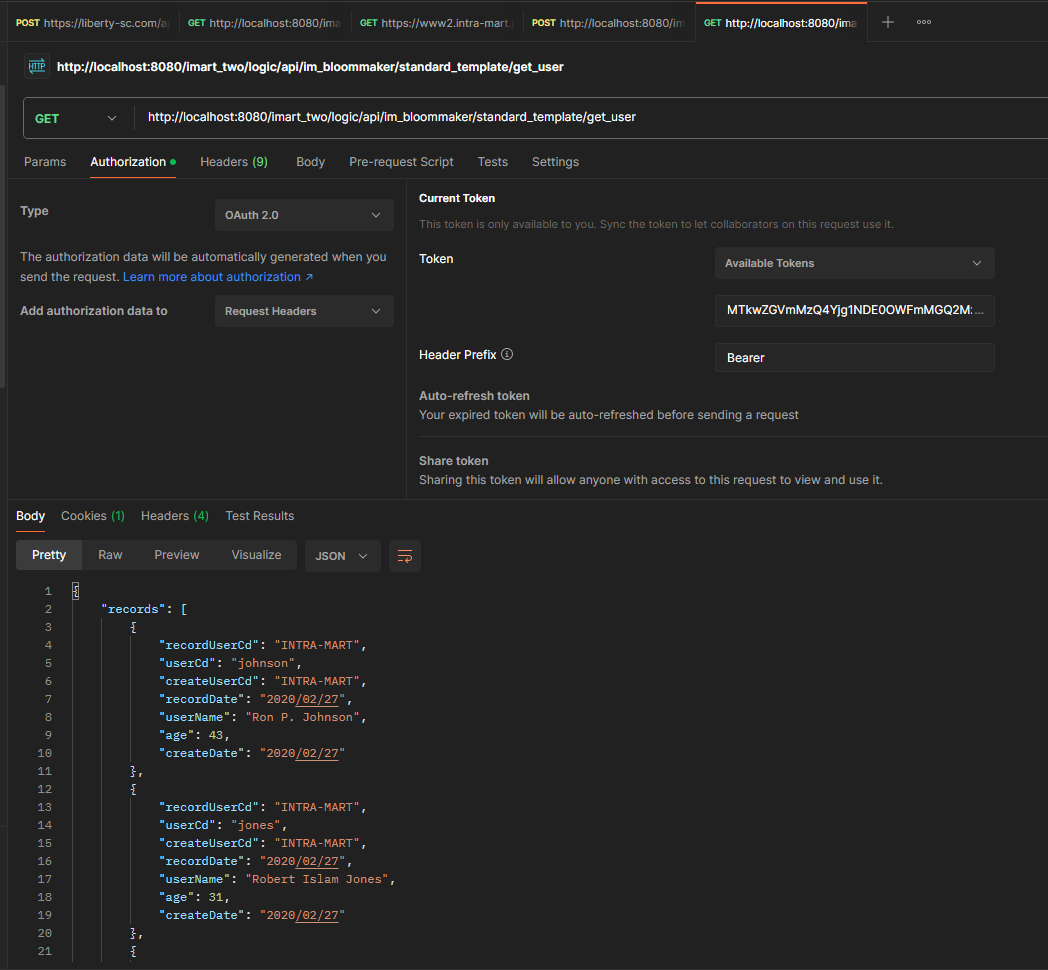 POST https://liberty-sc.com/a
GET http://localhost:8080/ima
GET https://www2.intra-mart.
POST http://localhost:8080/im
GET http://localhost:8080/ima
HTTP http://localhost:8080/imart_two/logic/api/im_bloommaker/standard_template/get_user
GET http://localhost:8080/imart_two/logic/api/im_bloommaker/standard_template/get_user
Params Authorization Headers (9) Body Pre-request Script Tests Settings
Type OAuth 2.0
The authorization data will be automatically generated when you
send the request. Learn more about authorization ↗
Add authorization data to Request Headers
Current Token
This token is only available to you. Sync the token to let collaborators on this request use it.
Token Available Tokens
MTkwZGVmMzQ4Yjg1NDE0OWFmMGQ2M:...
Header Prefix Bearer
Auto-refresh token
Your expired token will be auto-refreshed before sending a request
Share token
Sharing this token will allow anyone with access to this request to view and use it.
Body Cookies (1) Headers (4) Test Results
Pretty Raw Preview Visualize JSON
1 {
2 "records": [
3 {
4 "recordUserCd": "INTRA-MART",
5 "userCd": "johnson",
6 "createUserCd": "INTRA-MART",
7 "recordDate": "2020/02/27",
8 "userName": "Ron P. Johnson",
9 "age": 43,
10 "createDate": "2020/02/27"
11 },
12 {
13 "recordUserCd": "INTRA-MART",
14 "userCd": "jones",
15 "createUserCd": "INTRA-MART",
16 "recordDate": "2020/02/27",
17 "userName": "Robert Islam Jones",
18 "age": 31,
19 "createDate": "2020/02/27"
20 },
21 {